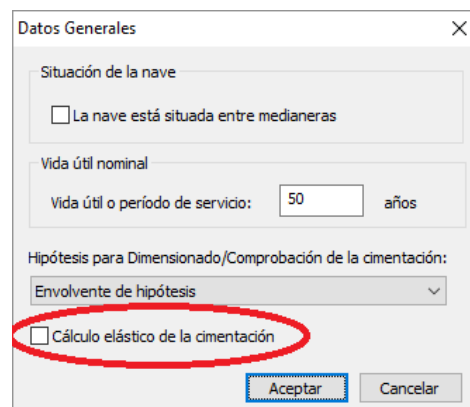 Datos Generales
Situación de la nave
La nave está situada entre medianeras
Vida útil nominal
Vida útil o período de servicio: 50 años
Hipótesis para Dimensionado/Comprobación de la cimentación:
Envolvente de hipótesis
Cálculo elástico de la cimentación
Aceptar Cancelar